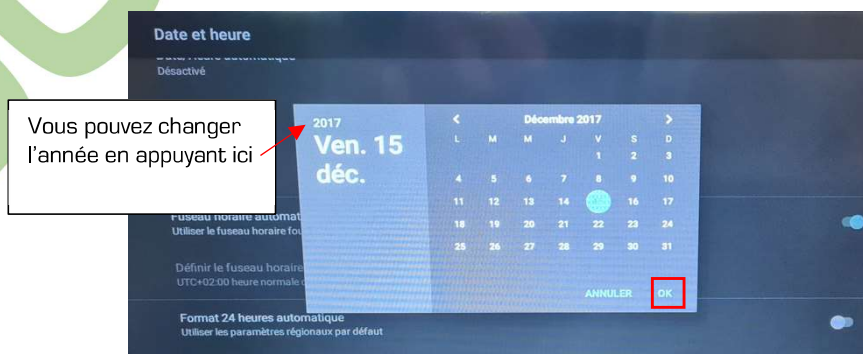 Date et heure
Date/Heure automatique
Désactivé
Vous pouvez changer
l'année en appuyant ici
2017
Ven. 15
déc.
Décembre 2017
L M M J V S D
1 2 3
4 5 6 7 8 9 10
11 12 13 14 16 17
18 19 20 21 22 23 24
25 26 27 28 29 30 31
ANNULER OK
Fuseau horaire automat
Utiliser le fuseau horaire fou
Définir le fuseau horaire
UTC+02:00 heure normale
Format 24 heures automatique
Utiliser les paramètres régionaux par défaut